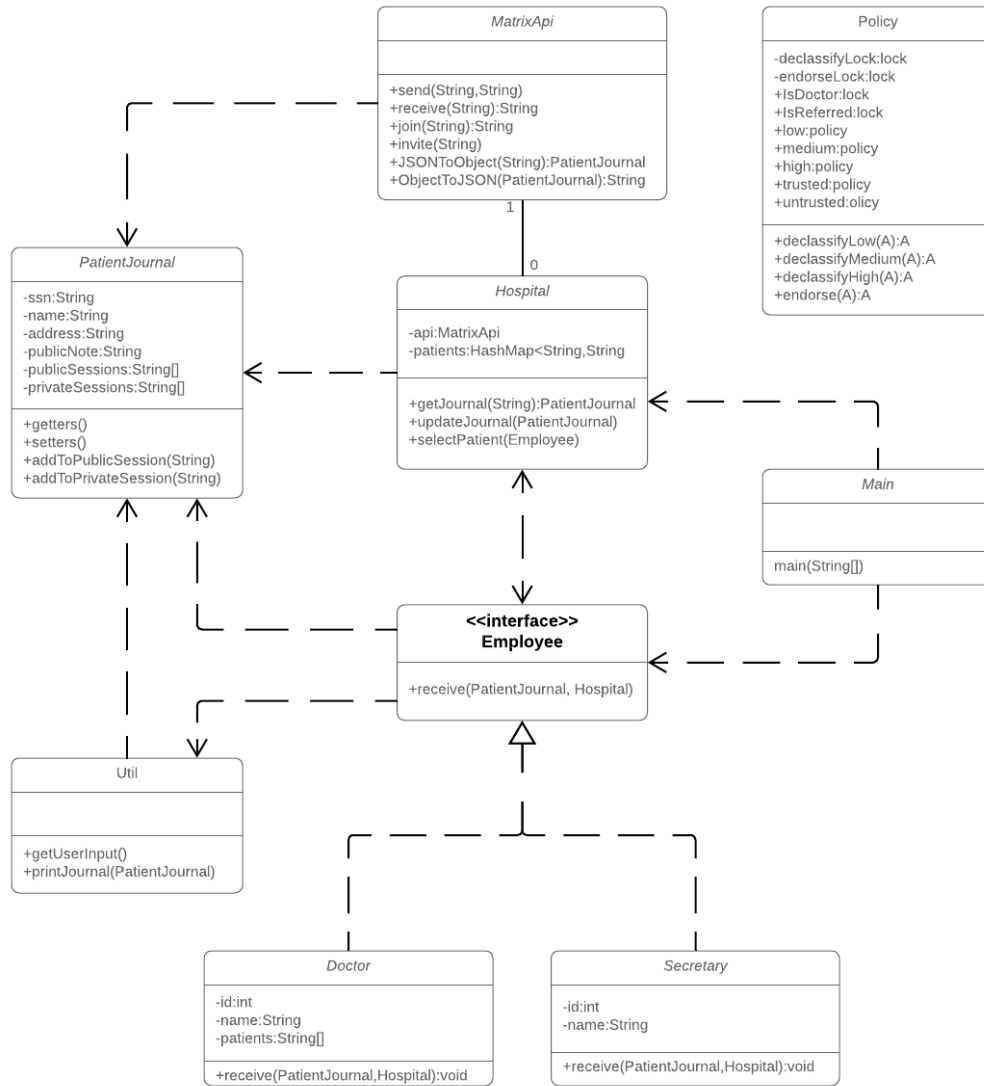 MatrixApi
+send(String,String)
+receive(String):String
+join(String):String
+invite(String)
+JSONToObject(String):PatientJournal
+ObjectToJSON(PatientJournal):String
Policy
-declassifyLock:lock
-endorseLock:lock
+IsDoctor:lock
+IsReferred:lock
+low:policy
+medium:policy
+high:policy
+trusted:policy
+untrusted:olicy
+declassifyLow(A):A
+declassifyMedium(A):A
+declassifyHigh(A):A
+endorse(A):A
1
0
PatientJournal
-ssn:String
-name:String
-address:String
-publicNote:String
-publicSessions:String[]
-privateSessions:String[]
+getters()
+setters()
+addToPublicSession(String)
+addToPrivateSession(String)
Hospital
-api:MatrixApi
-patients:HashMap<String,String
+getJournal(String):PatientJournal
+updateJournal(PatientJournal)
+selectPatient(Employee)
Main
main(String[])
<<interface>>
Employee
+receive(PatientJournal, Hospital)
Util
+getUserInput()
+printJournal(PatientJournal)
Doctor
-id:int
-name:String
-patients:String[]
+receive(PatientJournal,Hospital):void
Secretary
-id:int
-name:String
+receive(PatientJournal,Hospital):void